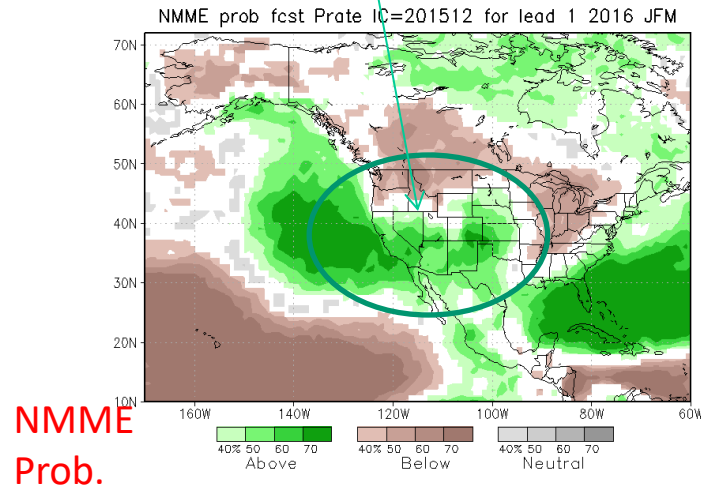 NMME prob fcst Prate IC=201512 for lead 1 2016 JFM
70N
60N
50N
40N
30N
20N
10N
160W 140W 120W 100W 80W 60W
NMME
Prob.
40% 50 60 70
Above
40% 50 60 70
Below
40% 50 60 70
Neutral